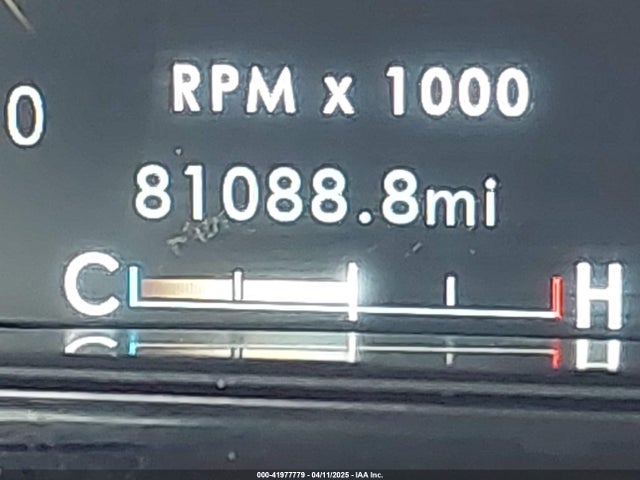 RPM x 1000
0
81088.8mi
C H
000-41977779 - 04/11/2025 - IAA Inc.